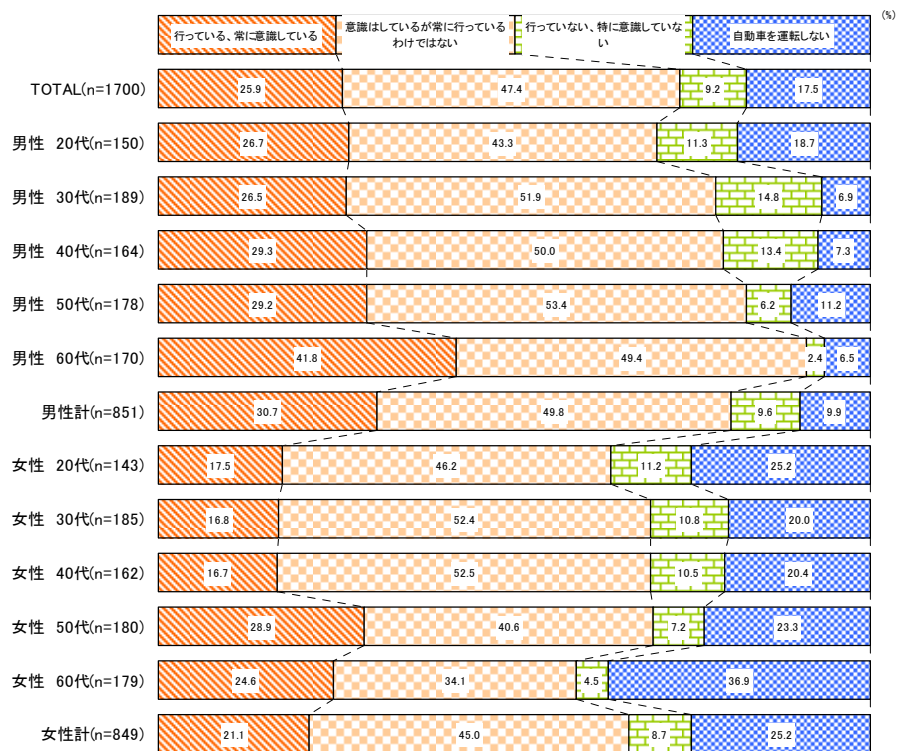 (%)
行っている、常に意識している
意識はしているが常に行っている
わけではない
行っていない、特に意識していな
い
自動車を運転しない
TOTAL(n=1700) 25.9 47.4 9.2 17.5
男性 20代(n=150) 26.7 43.3 11.3 18.7
男性 30代(n=189) 26.5 51.9 14.8 6.9
男性 40代(n=164) 29.3 50.0 13.4 7.3
男性 50代(n=178) 29.2 53.4 6.2 11.2
男性 60代(n=170) 41.8 49.4 2.4 6.5
男性計(n=851) 30.7 49.8 9.6 9.9
女性 20代(n=143) 17.5 46.2 11.2 25.2
女性 30代(n=185) 16.8 52.4 10.8 20.0
女性 40代(n=162) 16.7 52.5 10.5 20.4
女性 50代(n=180) 28.9 40.6 7.2 23.3
女性 60代(n=179) 24.6 34.1 4.5 36.9
女性計(n=849) 21.1 45.0 8.7 25.2